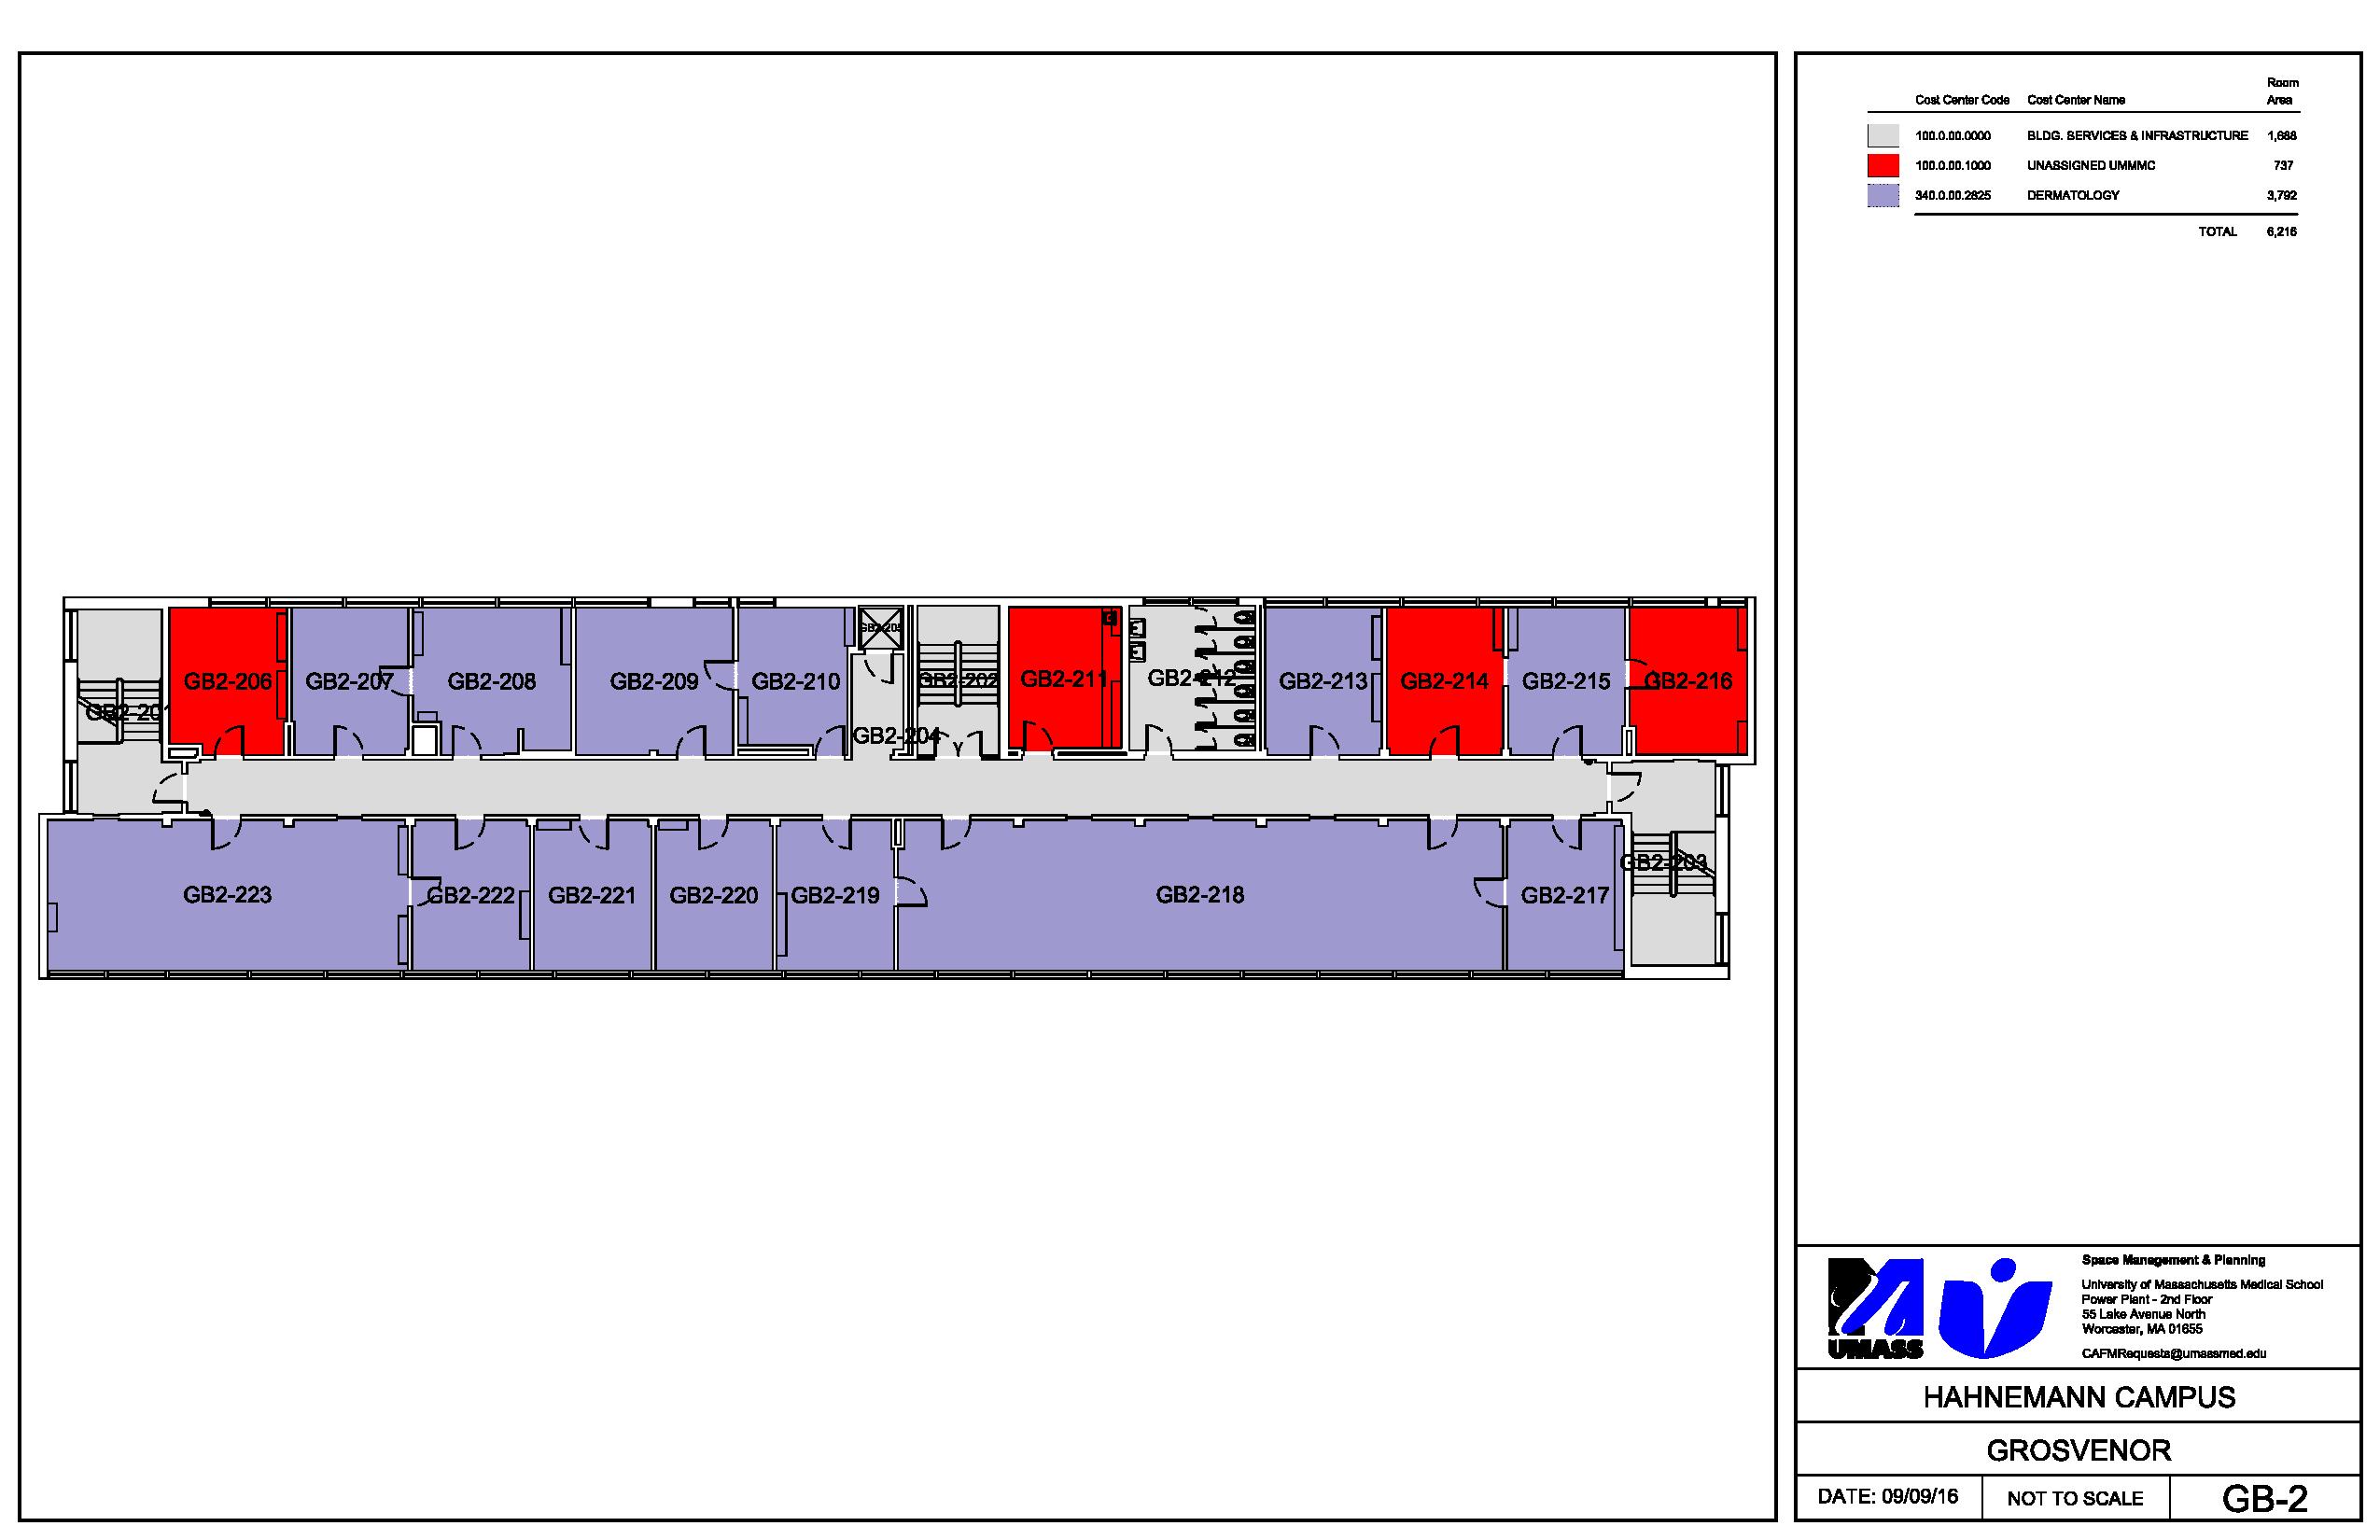 Room
Cost Center Code Cost Center Name Area
100.0.00.0000 BLDG. SERVICES & INFRASTRUCTURE 1,688
100.0.00.1000 UNASSIGNED UMMMC 737
340.0.00.2825 DERMATOLOGY 3,792
TOTAL 6,216
GB2-205
GB2-206 GB2-207 GB2-208 GB2-209 GB2-210 GB2-202 GB2-211 GB2-212 GB2-213 GB2-214 GB2-215 GB2-216
GB2-20
GB2-204
GB2-203
GB2-223 GB2-222 GB2-221 GB2-220 GB2-219 GB2-218 GB2-217
UMASS
Space Management & Planning
University of Massachusetts Medical School
Power Plant - 2nd Floor
55 Lake Avenue North
Worcester, MA 01655
CAFMRequests@umassmed.edu
HAHNEMANN CAMPUS
GROSVENOR
DATE: 09/09/16 NOT TO SCALE GB-2